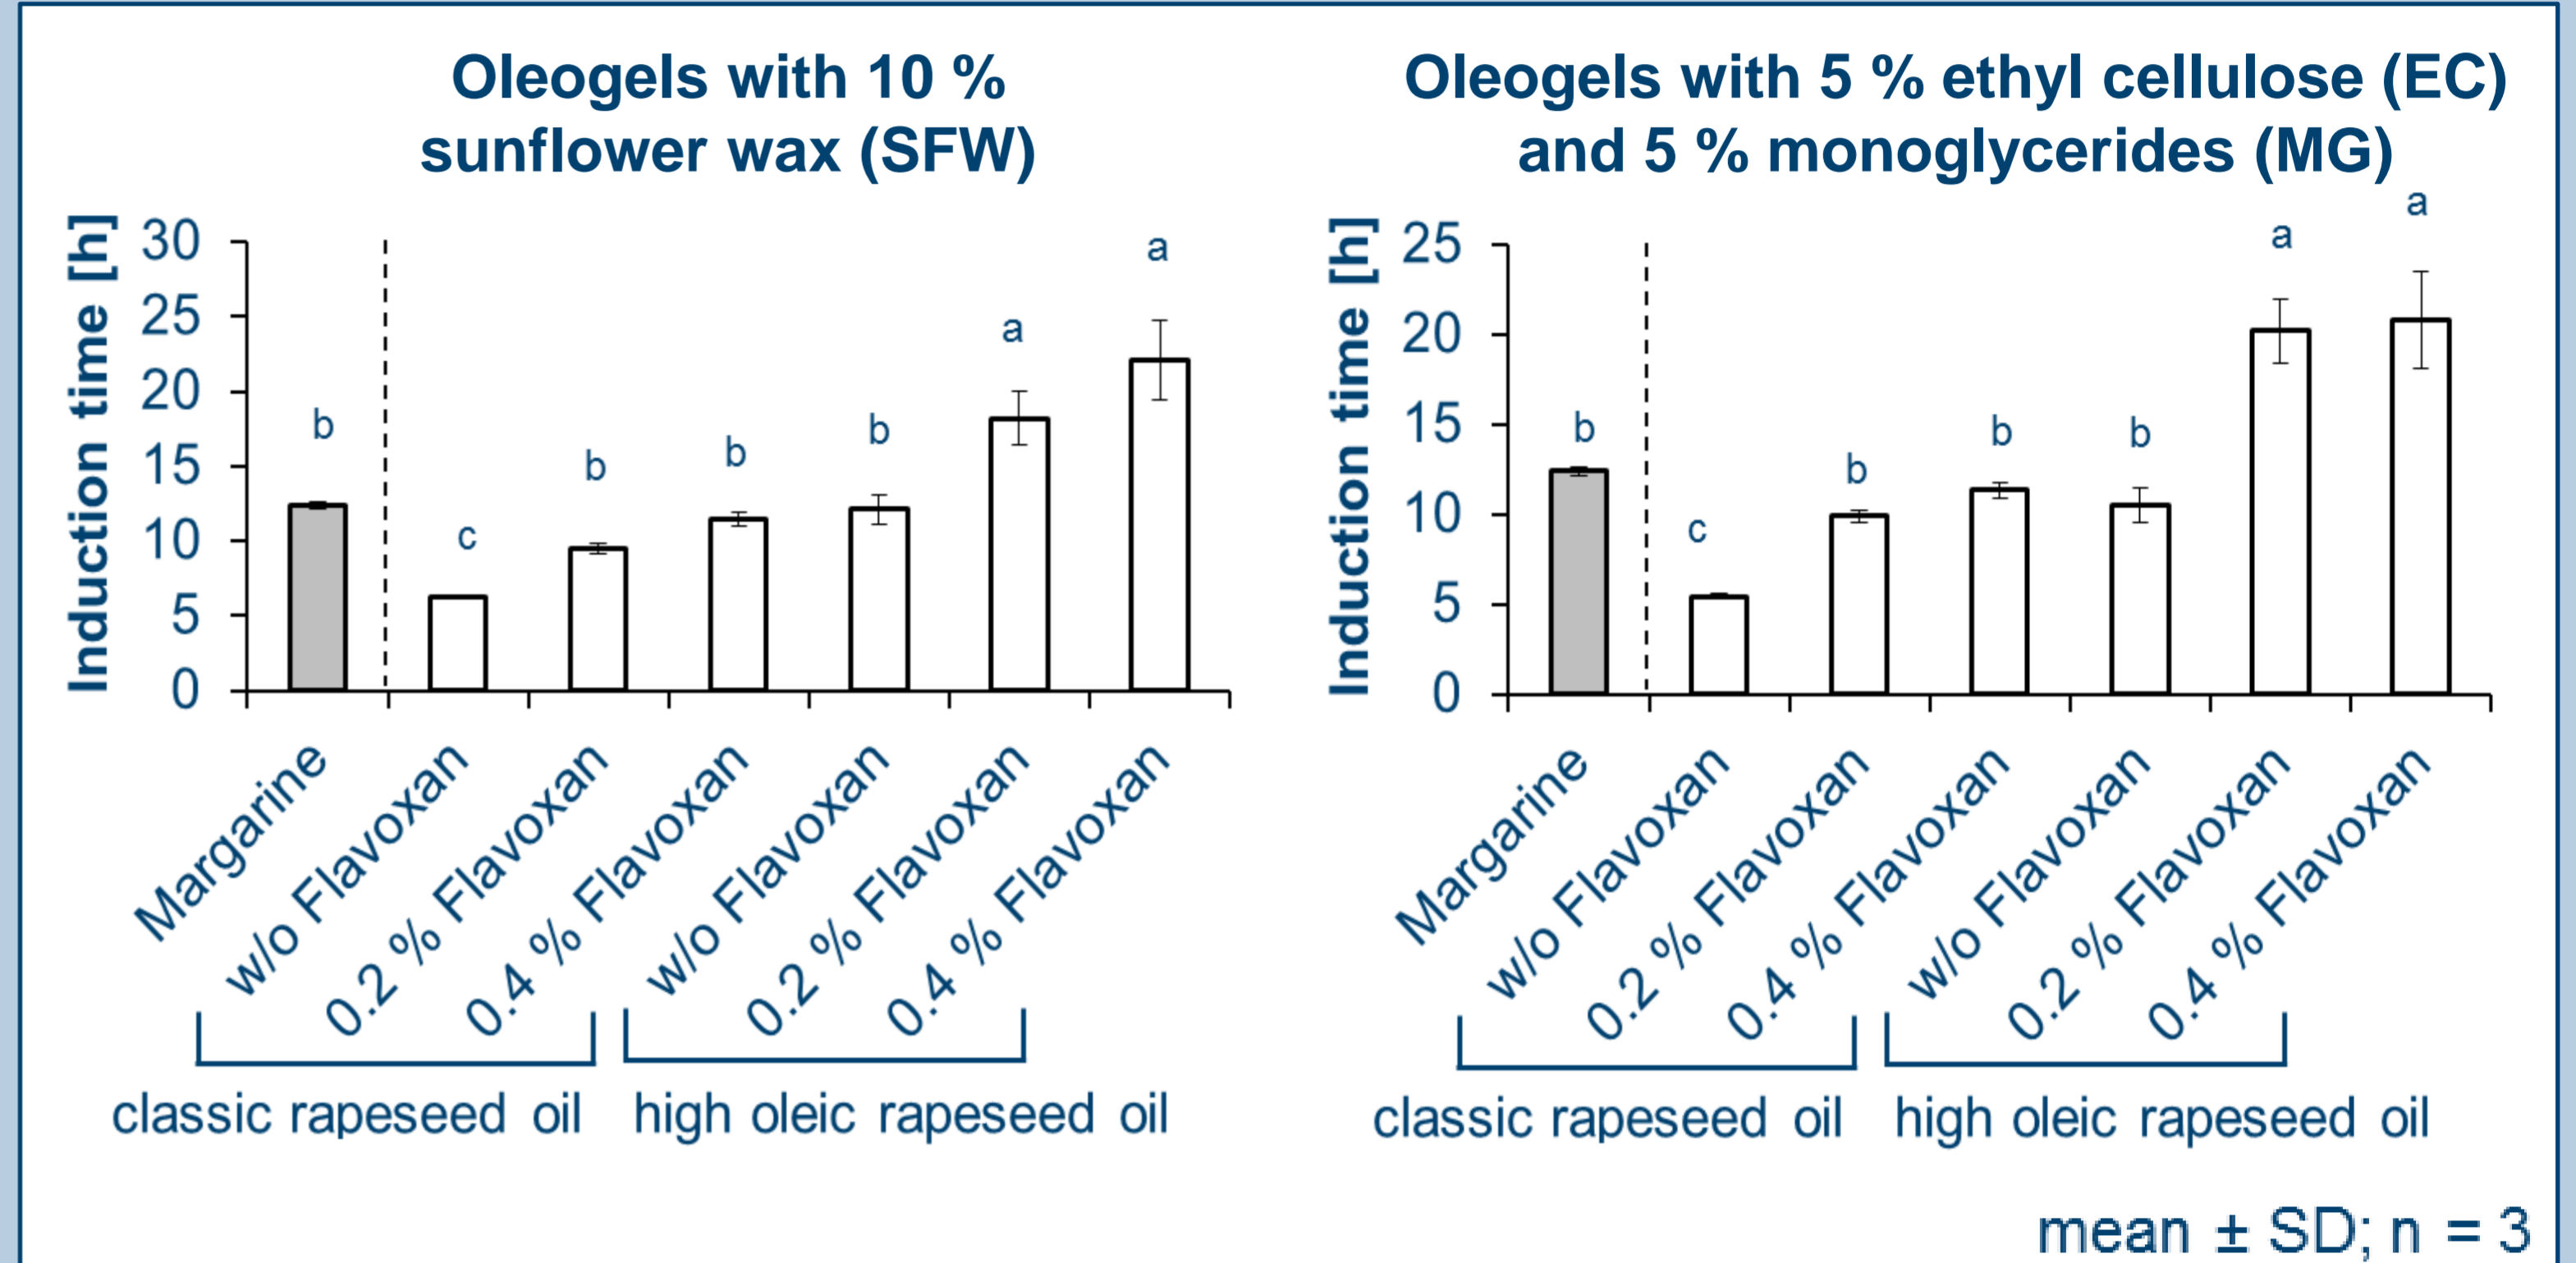 Oleogels with 10 %
sunflower wax (SFW)
Induction time [h]
30
25
20
15
10
5
0
b
c
b
b
b
a
a
Margarine
w/o Flavoxan
0.2 % Flavoxan
0.4 % Flavoxan
w/o Flavoxan
0.2 % Flavoxan
0.4 % Flavoxan
classic rapeseed oil
high oleic rapeseed oil
Oleogels with 5 % ethyl cellulose (EC)
and 5 % monoglycerides (MG)
Induction time [h]
25
20
15
10
5
0
b
c
b
b
b
a
a
Margarine
w/o Flavoxan
0.2 % Flavoxan
0.4 % Flavoxan
w/o Flavoxan
0.2 % Flavoxan
0.4 % Flavoxan
classic rapeseed oil
high oleic rapeseed oil
mean ± SD; n = 3